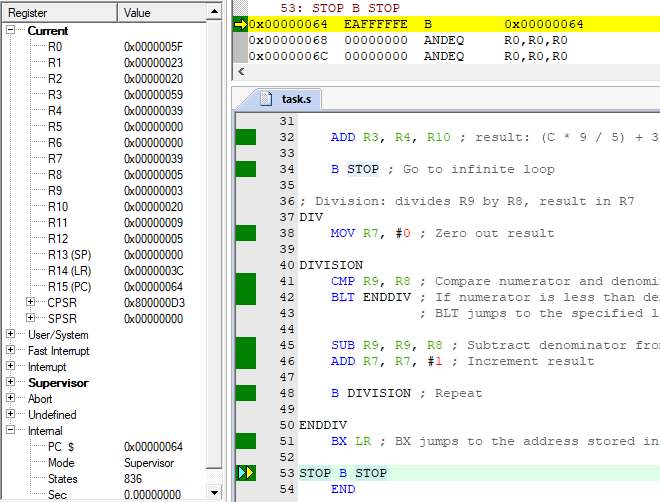 Register Value
Current
R0 0x0000005F
R1 0x00000023
R2 0x00000020
R3 0x00000059
R4 0x00000039
R5 0x00000000
R6 0x00000000
R7 0x00000039
R8 0x00000005
R9 0x00000003
R10 0x00000020
R11 0x00000009
R12 0x00000005
R13 (SP) 0x00000000
R14 (LR) 0x0000003C
R15 (PC) 0x00000064
CPSR 0x800000D3
SPSR 0x00000000
User/System
Fast Interrupt
Interrupt
Supervisor
Abort
Undefined
Internal
PC $ 0x00000064
Mode Supervisor
States 836
Sec 0.00000000
53: STOP B STOP
0x00000064 EAFFFFFE B 0x00000064
0x00000068 00000000 ANDEQ R0,R0,R0
0x0000006C 00000000 ANDEQ R0,R0,R0
task.s
31
32 ADD R3, R4, R10 ; result: (C * 9 / 5) + 3
33
34 B STOP ; Go to infinite loop
35
36 ; Division: divides R9 by R8, result in R7
37 DIV
38 MOV R7, #0 ; Zero out result
39
40 DIVISION
41 CMP R9, R8 ; Compare numerator and denomin
42 BLT ENDDIV ; If numerator is less than de
43 ; BLT jumps to the specified l
44
45 SUB R9, R9, R8 ; Subtract denominator fro
46 ADD R7, R7, #1 ; Increment result
47
48 B DIVISION ; Repeat
49
50 ENDDIV
51 BX LR ; BX jumps to the address stored in
52
53 STOP B STOP
54 END